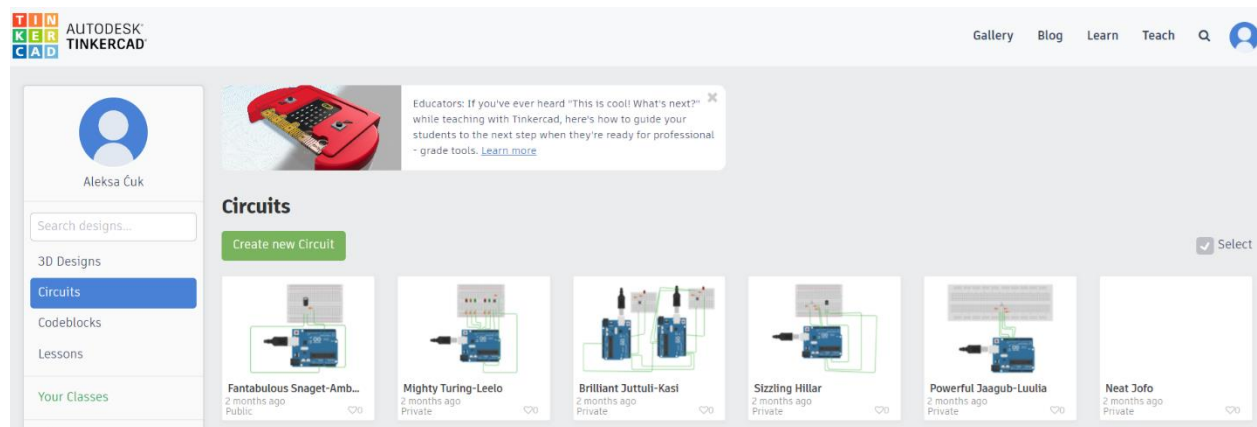 TIN
KER
CAD
AUTODESK®
TINKERCAD®
Gallery Blog Learn Teach
Aleksa Ćuk
Search designs...
3D Designs
Circuits
Codeblocks
Lessons
Your Classes
Educators: If you've ever heard "This is cool! What's next?"
while teaching with Tinkercad, here's how to guide your
students to the next step when they're ready for professional
- grade tools. Learn more
Circuits
Create new Circuit
Select
Fantabulous Snaget-Amb...
2 months ago
Public 0
Mighty Turing-Leelo
2 months ago
Private 0
Brilliant Juttuli-Kasi
2 months ago
Private 0
Sizzling Hillar
2 months ago
Private 0
Powerful Jaagub-Luulia
2 months ago
Private 0
Neat Jofo
2 months ago
Private 0